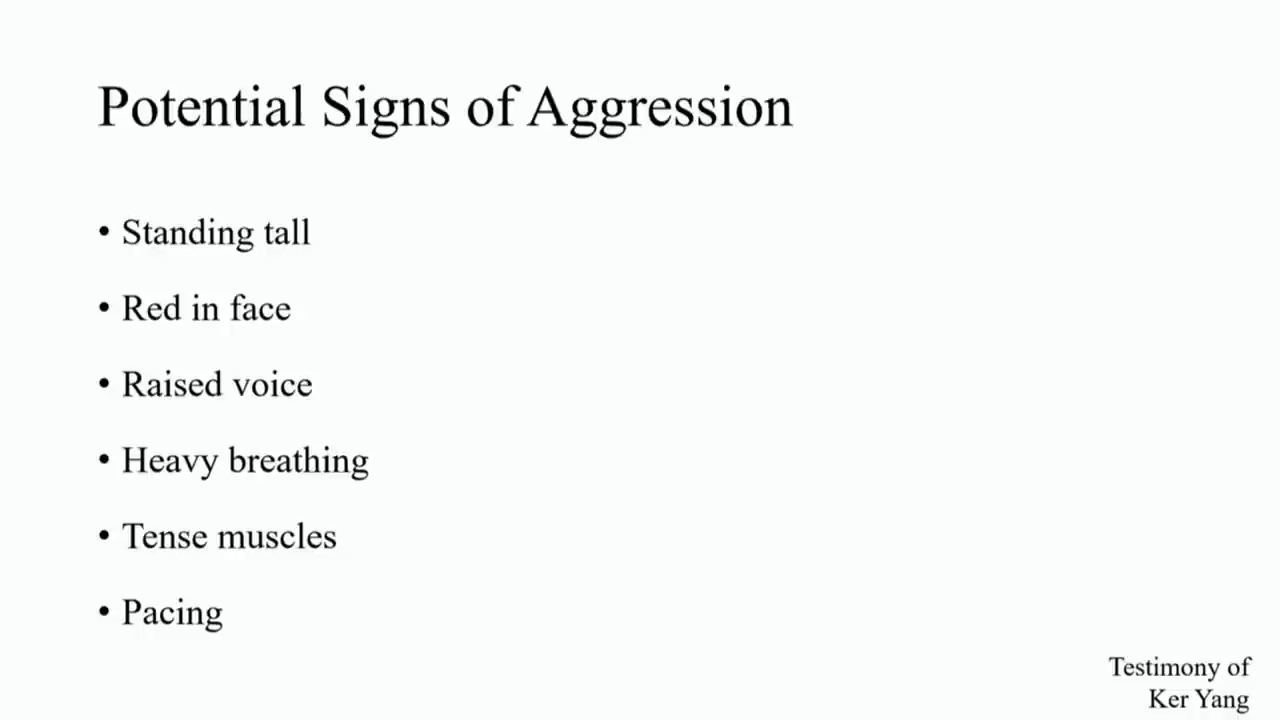 Potential Signs of Aggression
• Standing tall
• Red in face
• Raised voice
• Heavy breathing
• Tense muscles
• Pacing
Testimony of
Ker Yang